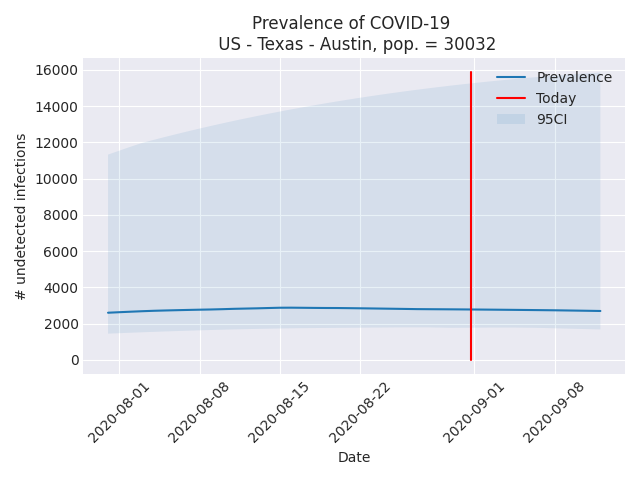 Prevalence of COVID-19
US - Texas - Austin, pop. = 30032
16000
14000
12000
10000
8000
6000
4000
2000
0
# undetected infections
Prevalence
Today
95CI
2020-08-01
2020-08-08
2020-08-15
2020-08-22
2020-09-01
2020-09-08
Date